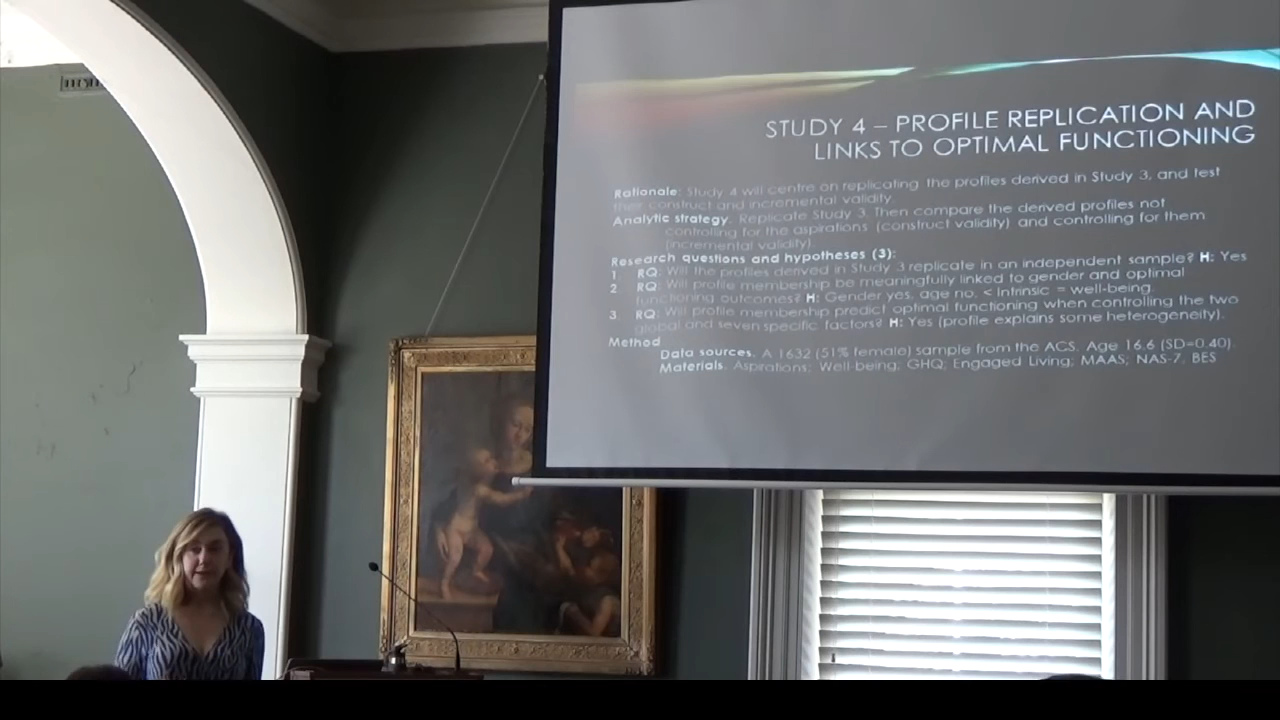 STUDY 4 – PROFILE REPLICATION AND
LINKS TO OPTIMAL FUNCTIONING
Rationale: Study 4 will centre on replicating the profiles derived in Study 3, and test
their construct and incremental validity.
Analytic strategy. Replicate Study 3. Then compare the derived profiles not
controlling for the aspirations (construct validity) and controlling for them
(incremental validity).
Research questions and hypotheses (3):
1 RQ: Will the profiles derived in Study 3 replicate in an independent sample? H: Yes
2 RQ: Will profile membership be meaningfully linked to gender and optimal
functioning outcomes? H: Gender yes, age no. < Intrinsic = well-being.
3. RQ: Will profile membership predict optimal functioning when controlling the two
global and seven specific factors? H: Yes (profile explains some heterogeneity).
Method
Data sources. A 1632 (51% female) sample from the ACS. Age 16.6 (SD=0.40).
Materials. Aspirations; Well-being; GHQ; Engaged Living; MAAS; NAS-7, BES